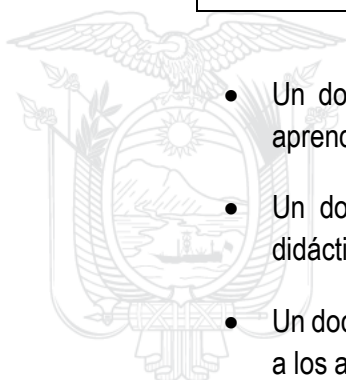 • Un do
aprend
• Un do
didácti
• Un doc
a los a